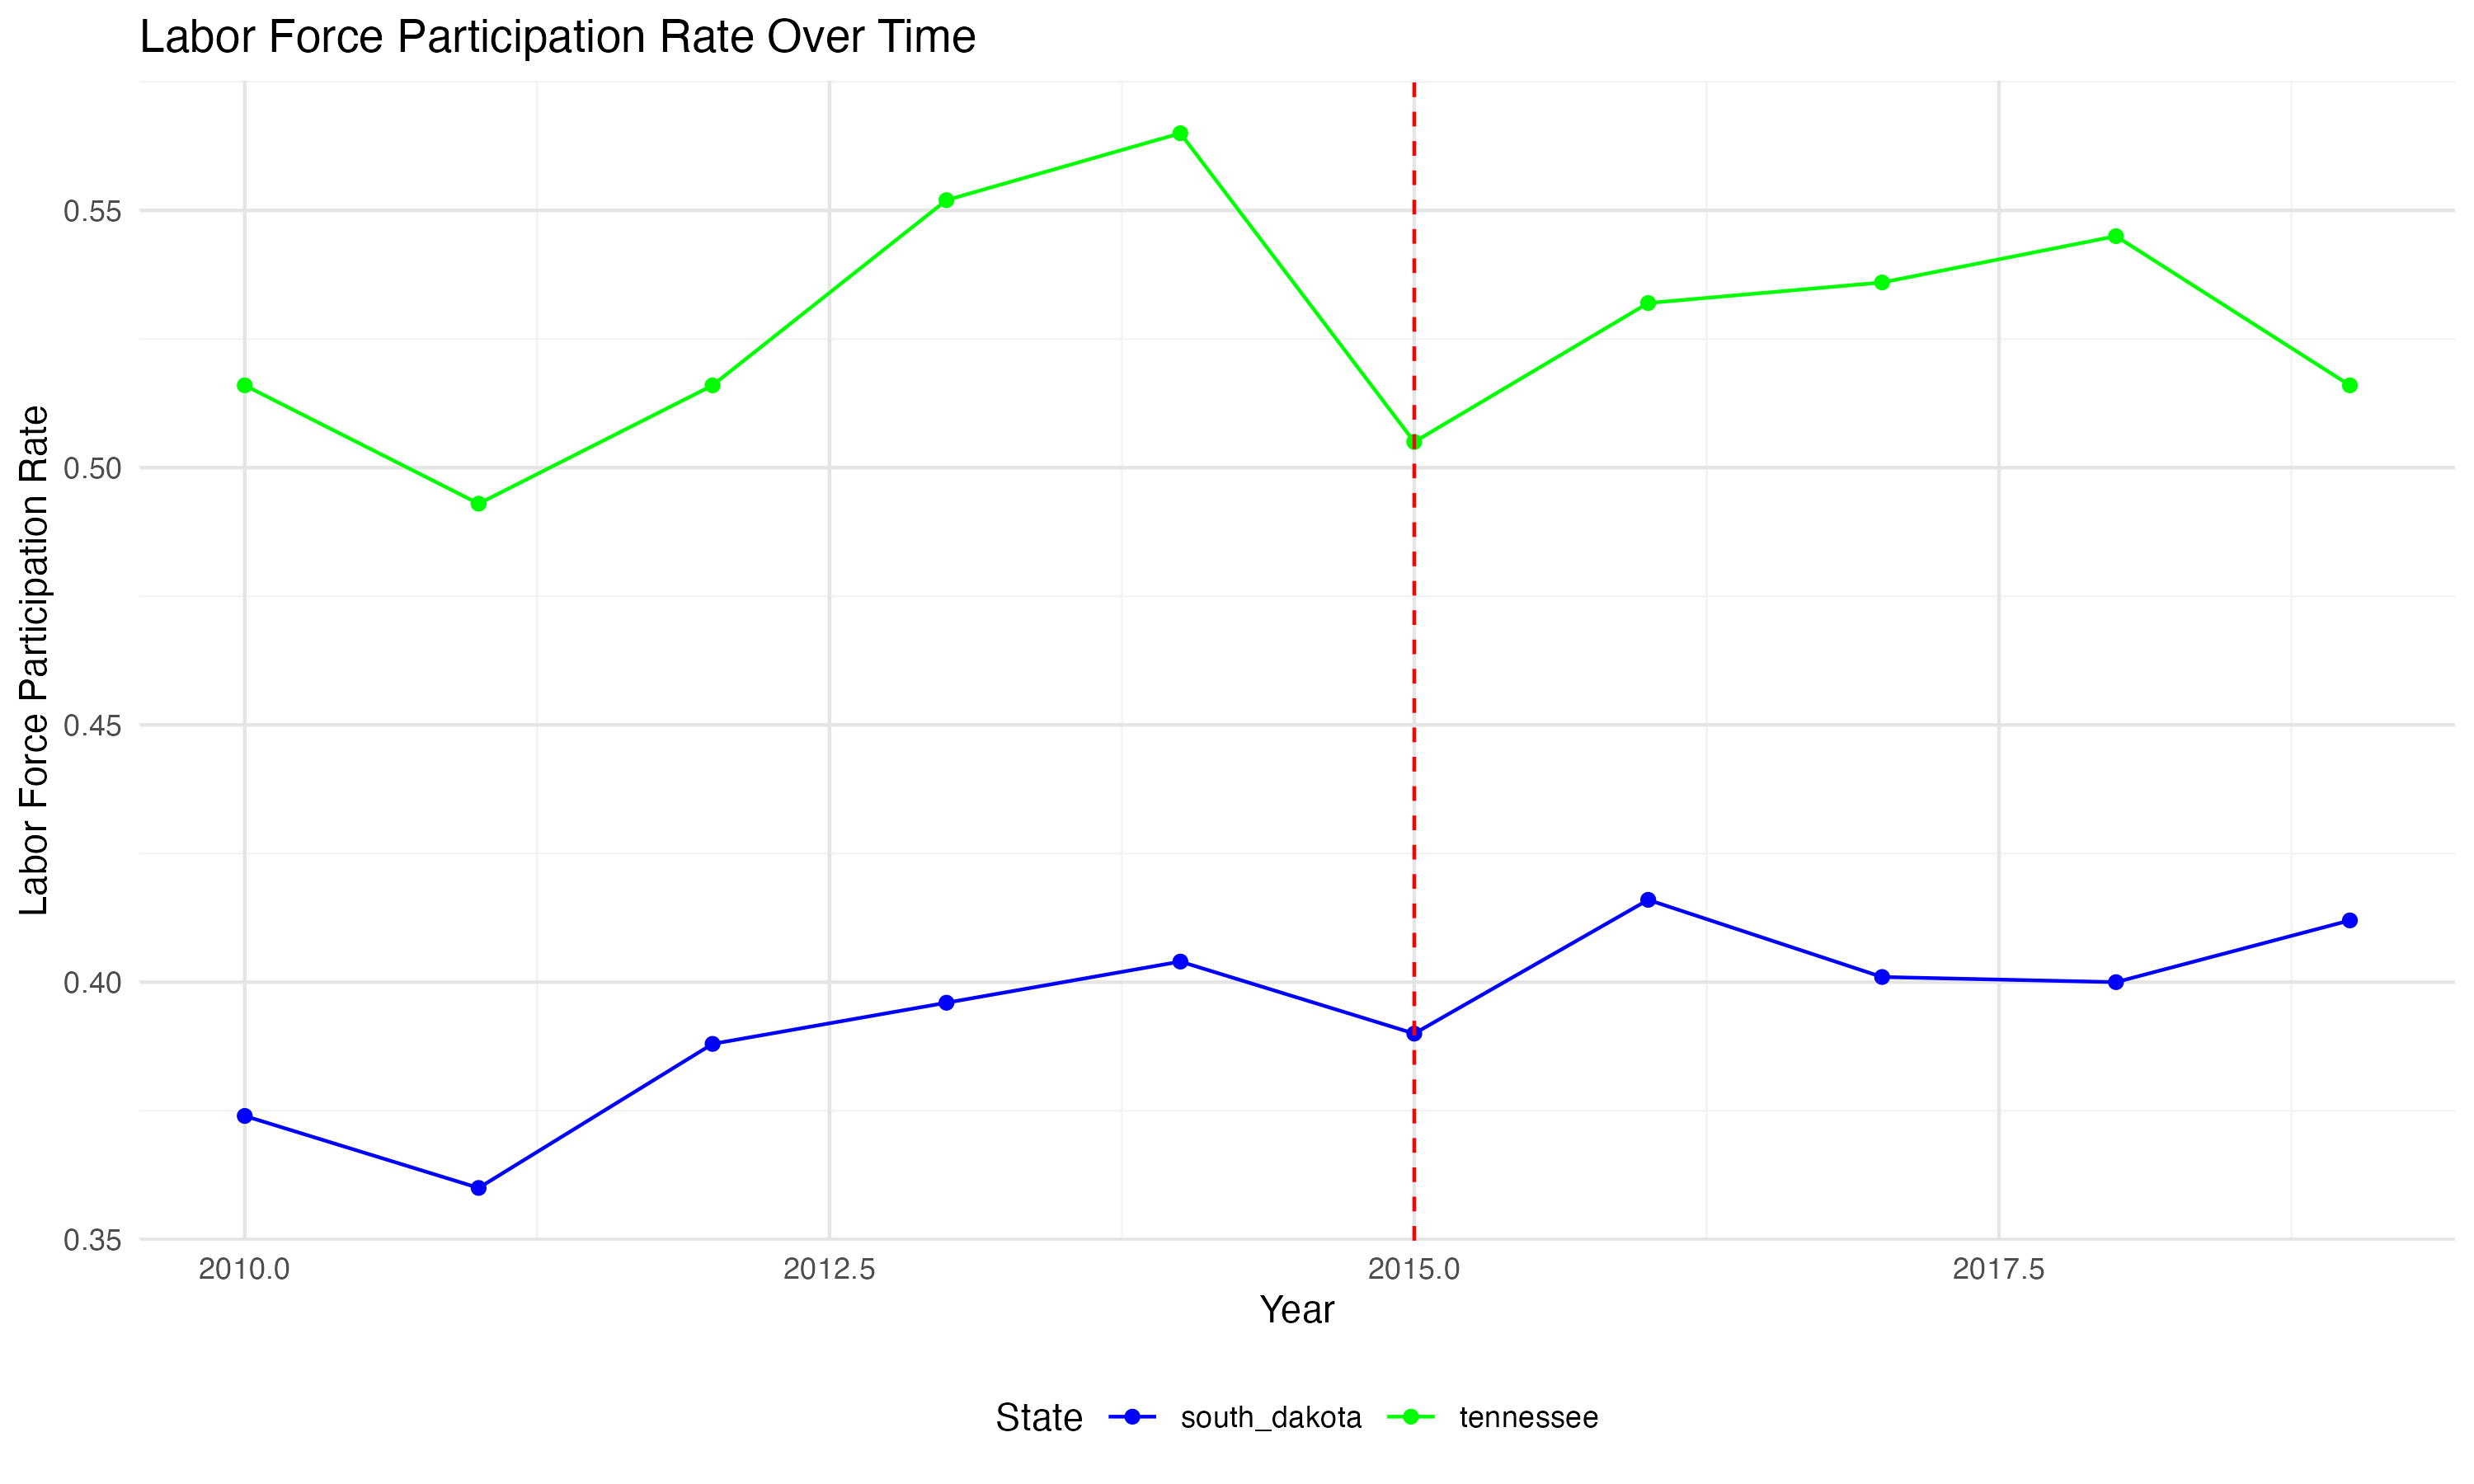 Labor Force Participation Rate Over Time
Labor Force Participation Rate
0.55
0.50
0.45
0.40
0.35
2010.0 2012.5 2015.0 2017.5
Year
State south_dakota tennessee